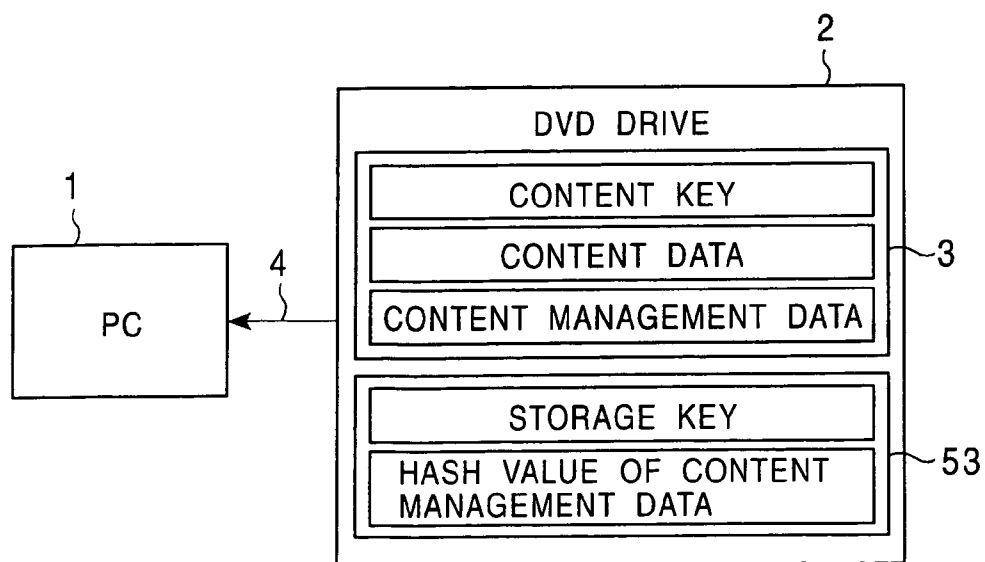 2
DVD DRIVE
CONTENT KEY
1
CONTENT DATA
3
4
PC
CONTENT MANAGEMENT DATA
STORAGE KEY
53
HASH VALUE OF CONTENT
MANAGEMENT DATA